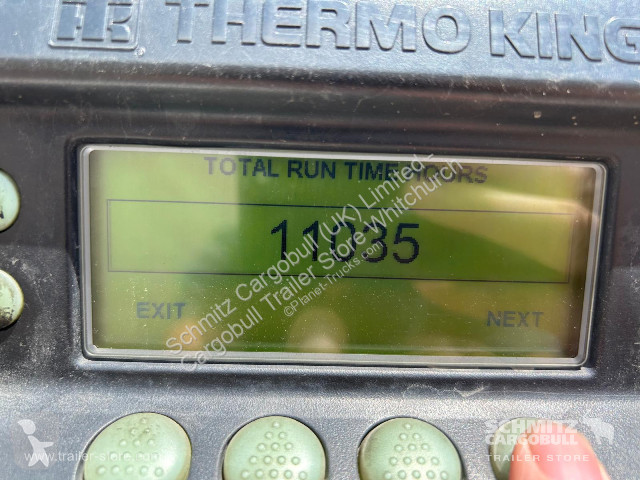 THERMO KING
TOTAL RUN TIME HOURS
11035
EXIT
NEXT
Schmitz Cargobull (UK) Limited -
Cargobull Trailer Store Whitchurch
©Planet-Trucks.com
SCHMITZ
CARGOBULL
TRAILER STORE